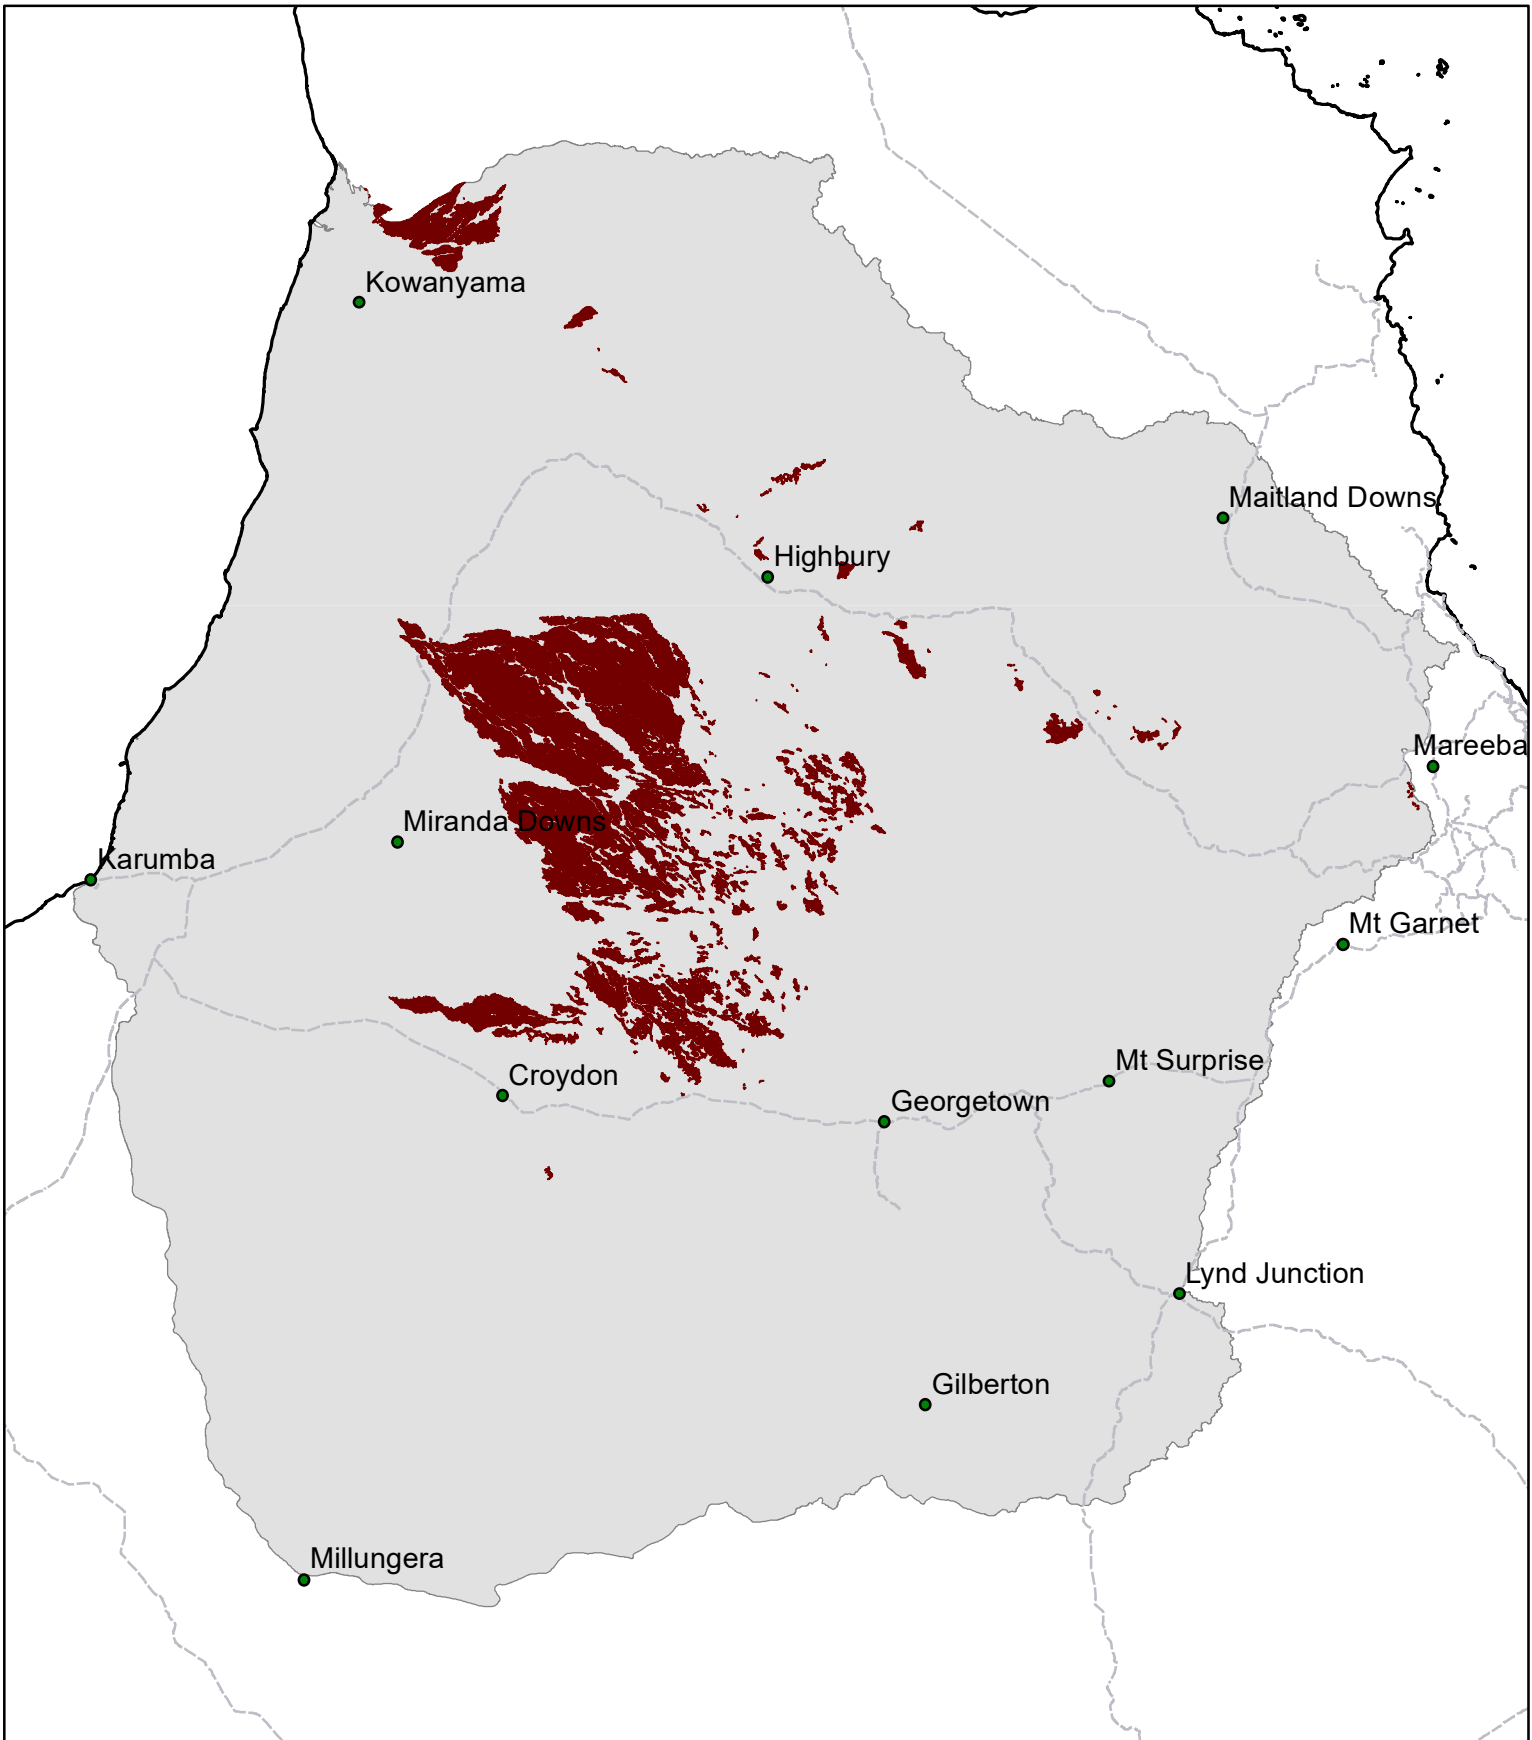 Kowanyama
Maitland Downs
Highbury
Mareeba
Miranda Downs
Karumba
Mt Garnet
Mt Surprise
Croydon
Georgetown
Lynd Junction
Gilberton
Millungera